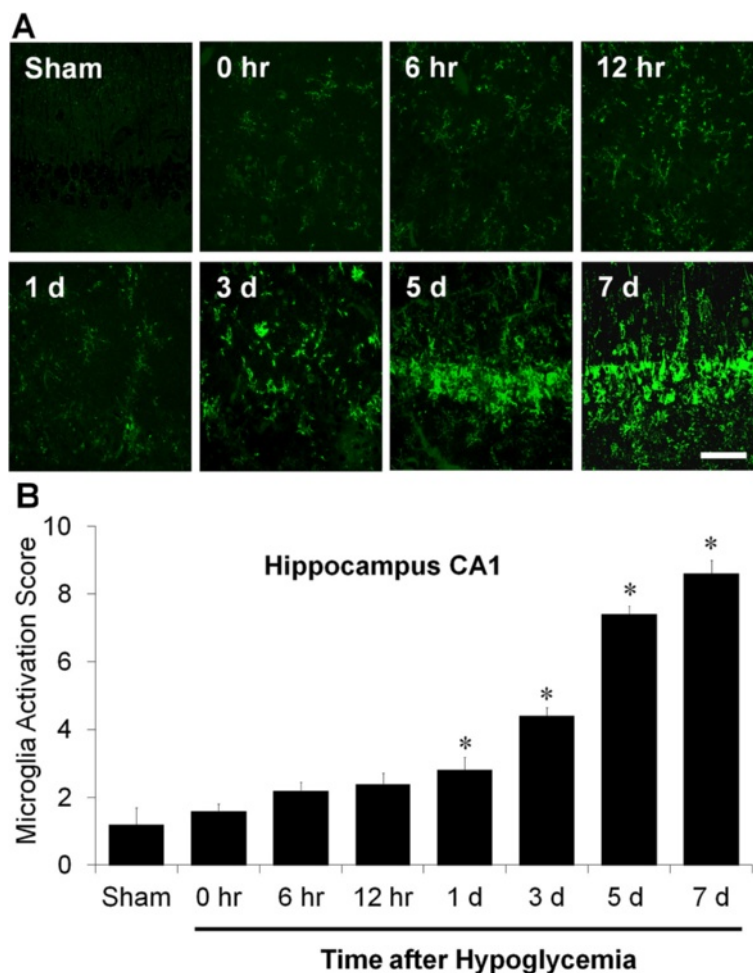 A
Sham 0 hr 6 hr 12 hr
1 d 3 d 5 d 7 d
B
Hippocampus CA1
Microglia Activation Score
10
8
6
4
2
0
* * * *
Sham 0 hr 6 hr 12 hr 1 d 3 d 5 d 7 d
Time after Hypoglycemia